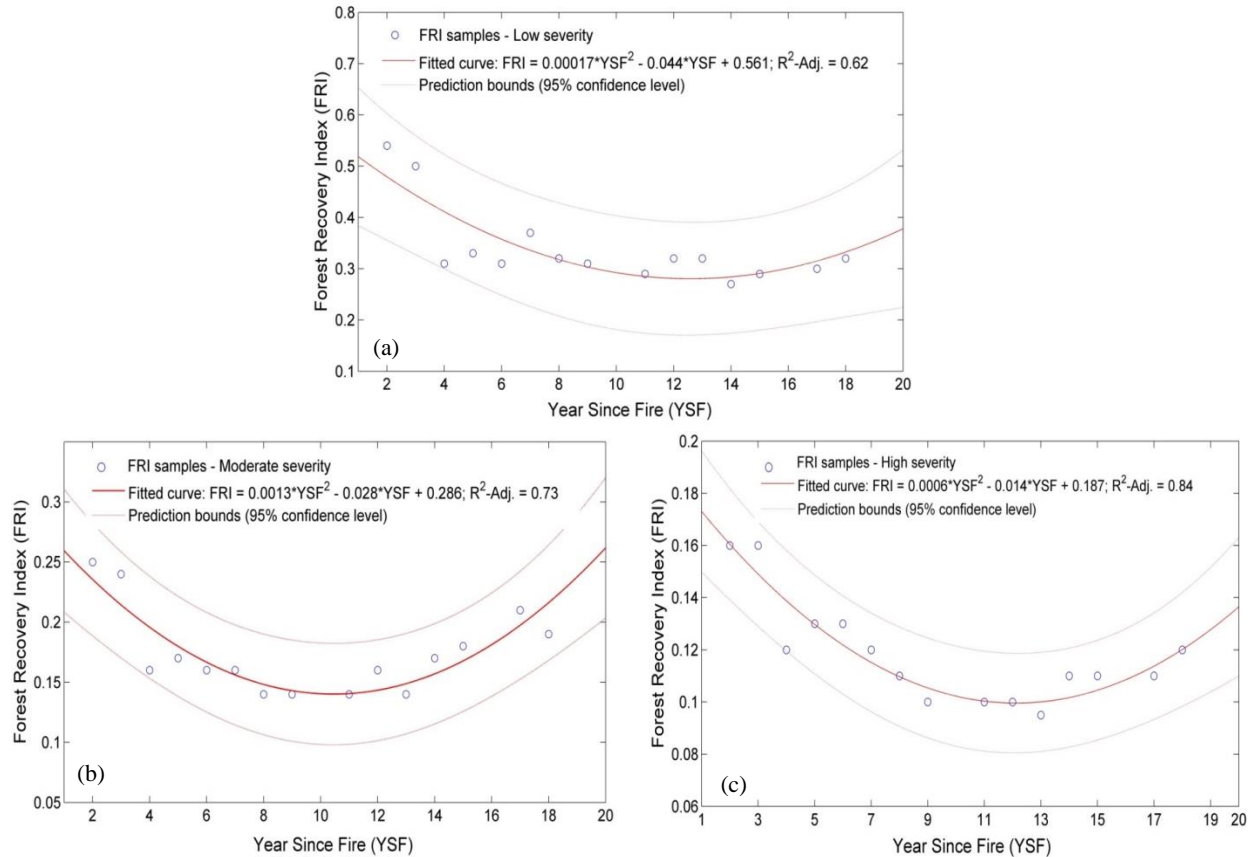 0.8
0.7
0.6
0.5
0.4
0.3
0.2
0.1
Forest Recovery Index (FRI)
FRI samples - Low severity
Fitted curve: FRI = 0.00017*YSF² - 0.044*YSF + 0.561; R²-Adj. = 0.62
Prediction bounds (95% confidence level)
(a)
2 4 6 8 10 12 14 16 18 20
Year Since Fire (YSF)
0.3
0.25
0.2
0.15
0.1
0.05
Forest Recovery Index (FRI)
FRI samples - Moderate severity
Fitted curve: FRI = 0.0013*YSF² - 0.028*YSF + 0.286; R²-Adj. = 0.73
Prediction bounds (95% confidence level)
(b)
2 4 6 8 10 12 14 16 18 20
Year Since Fire (YSF)
0.2
0.18
0.16
0.14
0.12
0.1
0.08
0.06
Forest Recovery Index (FRI)
FRI samples - High severity
Fitted curve: FRI = 0.0006*YSF² - 0.014*YSF + 0.187; R²-Adj. = 0.84
Prediction bounds (95% confidence level)
(c)
1 3 5 7 9 11 13 15 17 19 20
Year Since Fire (YSF)